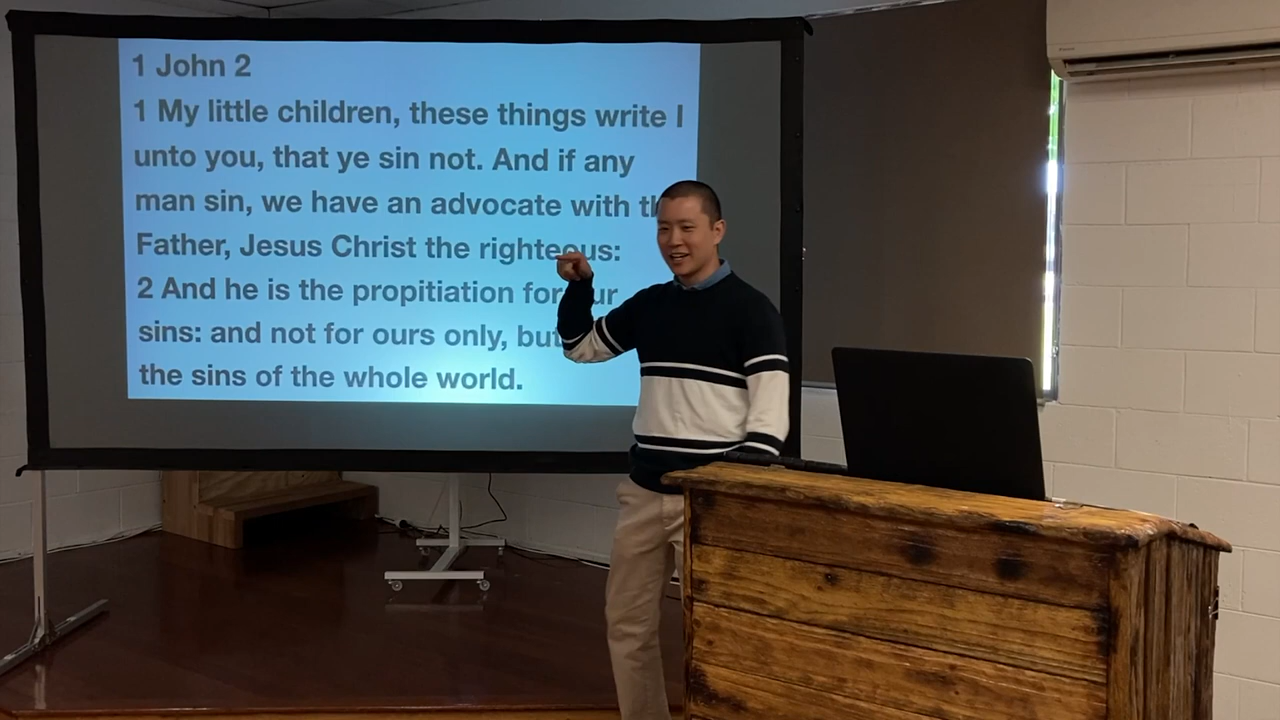 1 John 2
1 My little children, these things write I
unto you, that ye sin not. And if any
man sin, we have an advocate with
Father, Jesus Christ the righteous:
2 And he is the propitiation for
sins: and not for ours only, but
the sins of the whole world.